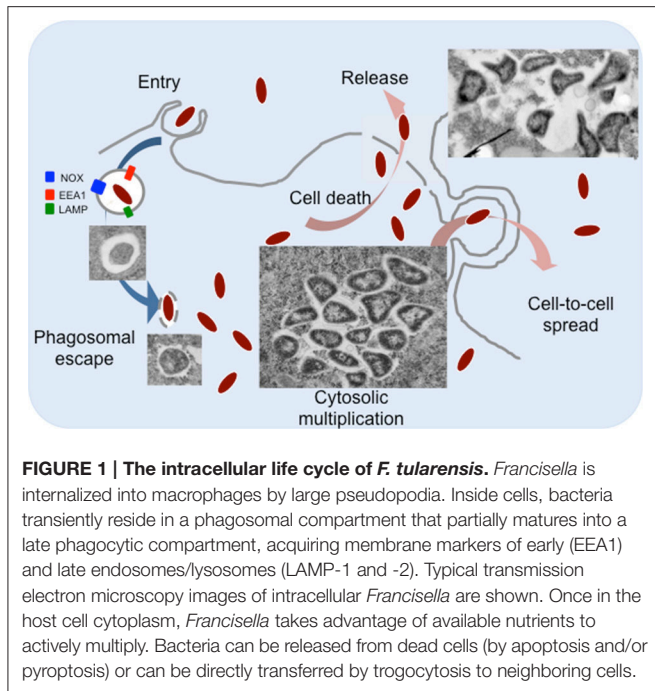 Entry
Release
NOX
EEA1
LAMP
Cell death
Cell-to-cell
spread
Phagosomal
escape
Cytosolic
multiplication
FIGURE 1 | The intracellular life cycle of F. tularensis. Francisella is
internalized into macrophages by large pseudopodia. Inside cells, bacteria
transiently reside in a phagosomal compartment that partially matures into a
late phagocytic compartment, acquiring membrane markers of early (EEA1)
and late endosomes/lysosomes (LAMP-1 and -2). Typical transmission
electron microscopy images of intracellular Francisella are shown. Once in the
host cell cytoplasm, Francisella takes advantage of available nutrients to
actively multiply. Bacteria can be released from dead cells (by apoptosis and/or
pyroptosis) or can be directly transferred by trogocytosis to neighboring cells.